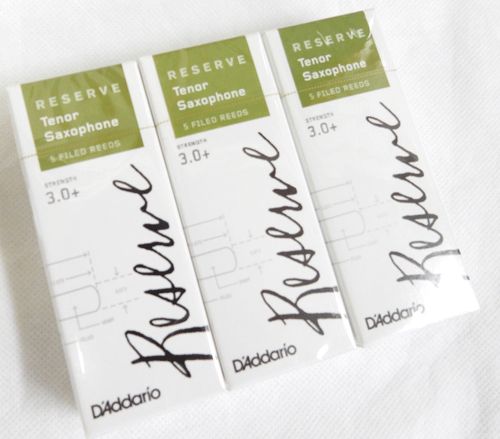 RESERVE
Tenor
Saxophone
5 FILED REEDS
STRENGTH
3.0+
Reserve
D'Addario
RESERVE
Tenor
Saxophone
5 FILED REEDS
STRENGTH
3.0+
Reserve
D'Addario
RESERVE
Tenor
Saxophone
5 FILED REEDS
STRENGTH
3.0+
Reserve
D'Addario